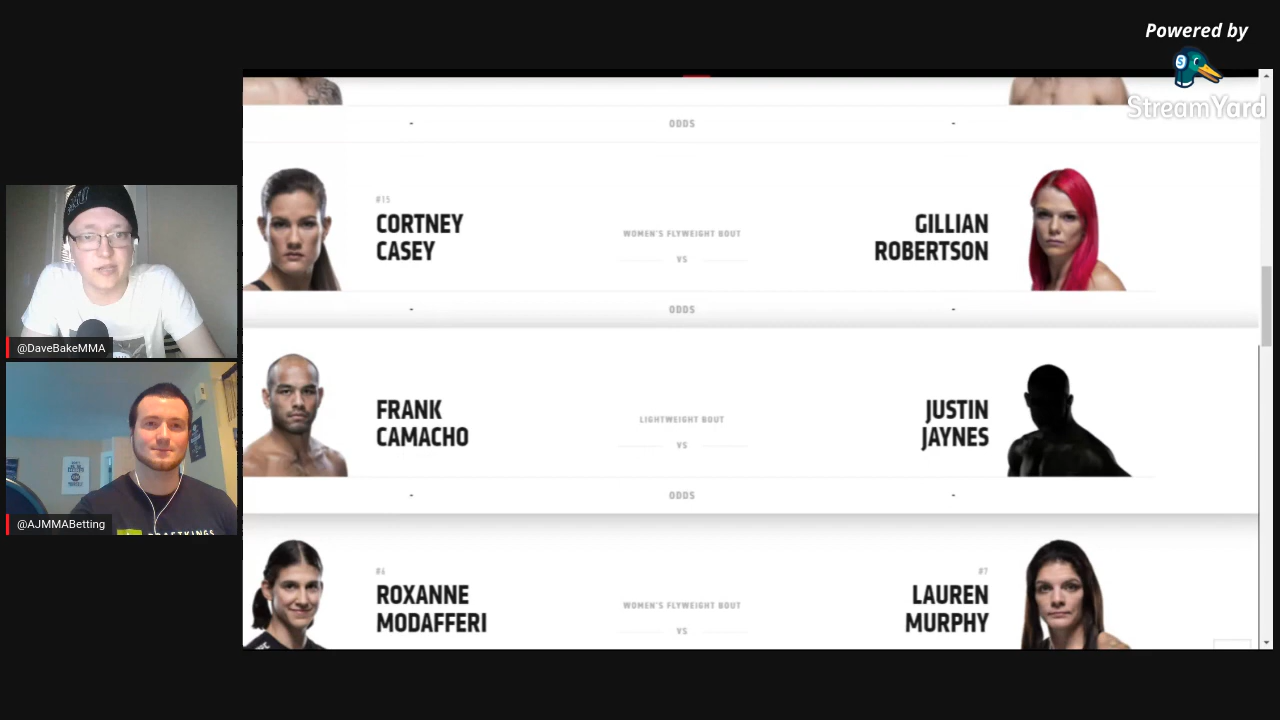 Powered by
StreamYard
- ODDS -
#15
CORTNEY
CASEY
WOMEN'S FLYWEIGHT BOUT
VS
GILLIAN
ROBERTSON
- ODDS -
FRANK
CAMACHO
LIGHTWEIGHT BOUT
VS
JUSTIN
JAYNES
- ODDS -
#6
ROXANNE
MODAFFERI
WOMEN'S FLYWEIGHT BOUT
VS
#7
LAUREN
MURPHY
@DaveBakeMMA
@AJMMABetting